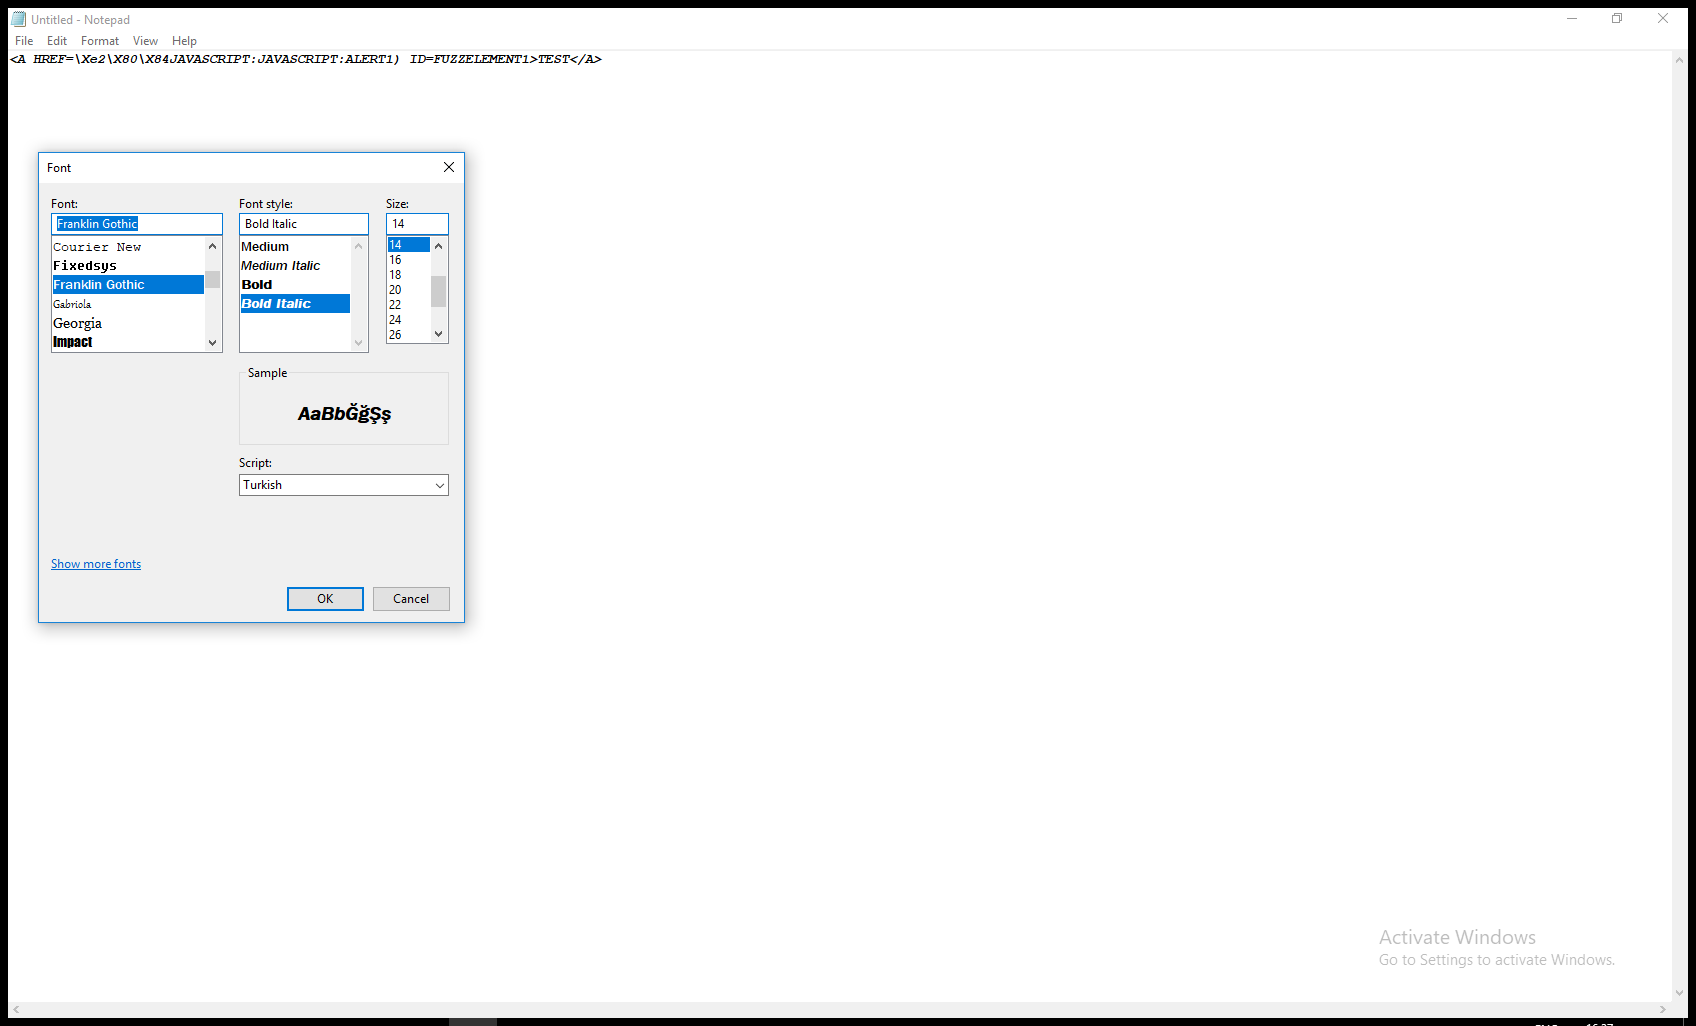 Untitled - Notepad
File Edit Format View Help
<A HREF=\Xe2\X80\X84JAVASCRIPT:JAVASCRIPT:ALERT1) ID=FUZZELEMENT1>TEST</A>
Font
Font: Font style: Size:
Franklin Gothic Bold Italic 14
Courier New Medium 14
Fixedsys Medium Italic 16
Franklin Gothic Bold 18
Gabriola Bold Italic 20
Georgia 22
Impact 24
26
Sample
AaBbĞğŞş
Script:
Turkish
Show more fonts
OK Cancel
Activate Windows
Go to Settings to activate Windows.